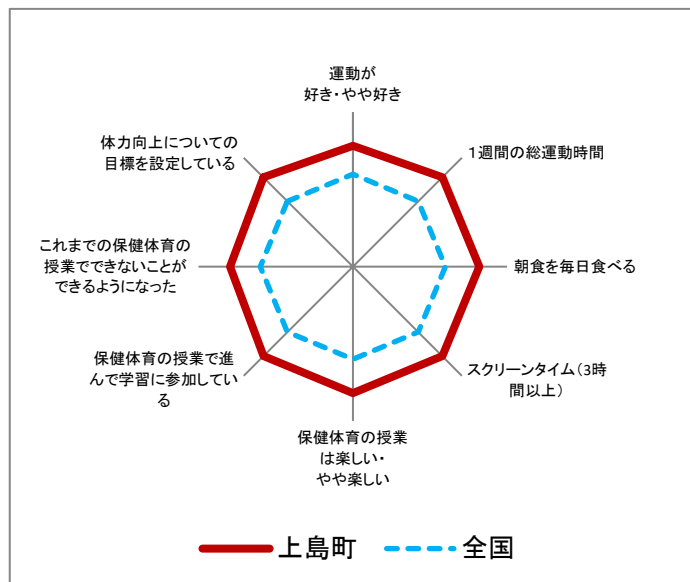 運動が
好き・やや好き
1週間の総運動時間
朝食を毎日食べる
スクリーンタイム(3時
間以上)
保健体育の授業
は楽しい・
やや楽しい
保健体育の授業で進
んで学習に参加してい
る
これまでの保健体育の
授業でできないことが
できるようになった
体力向上についての
目標を設定している
上島町
全国